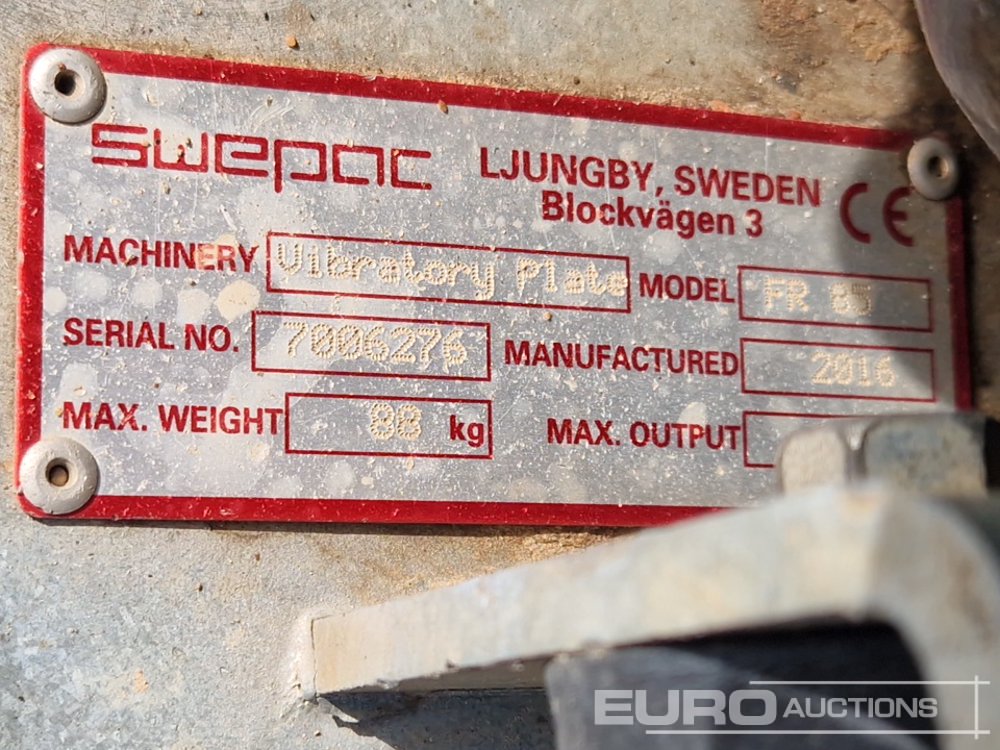 swepac
LJUNGBY, SWEDEN
Blockvägen 3
CE
MACHINERY Vibratory Plate MODEL FR 85
SERIAL NO. 7006276 MANUFACTURED 2016
MAX. WEIGHT 88 kg MAX. OUTPUT
EURO AUCTIONS